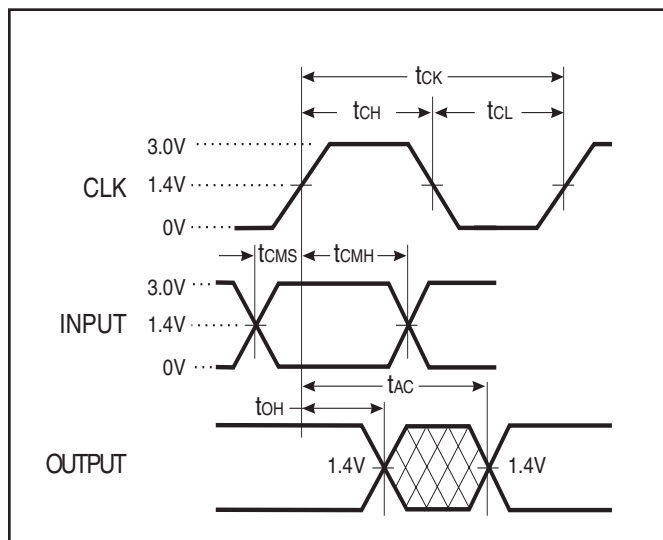 tCK
tCH tCL
3.0V
CLK 1.4V
0V
tCMS tCMH
3.0V
INPUT 1.4V
0V
tAC
tOH
OUTPUT 1.4V 1.4V